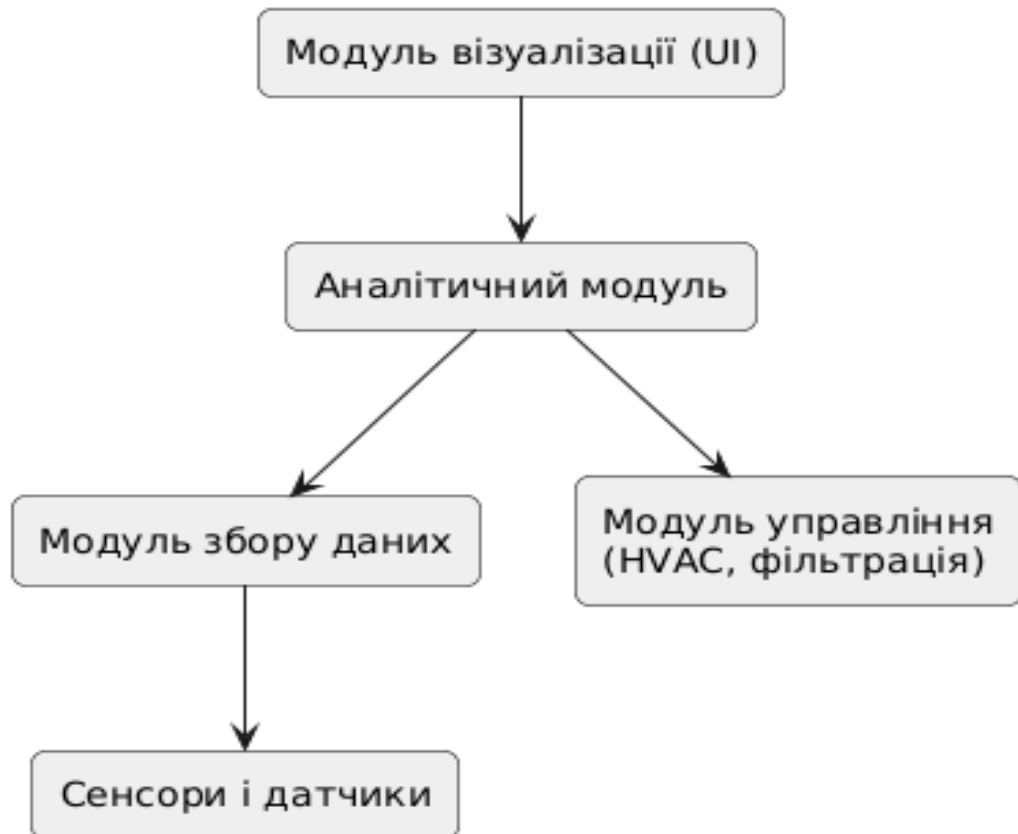 Модуль візуалізації (UI)
Аналітичний модуль
Модуль збору даних
Модуль управління
(HVAC, фільтрація)
Сенсори і датчики